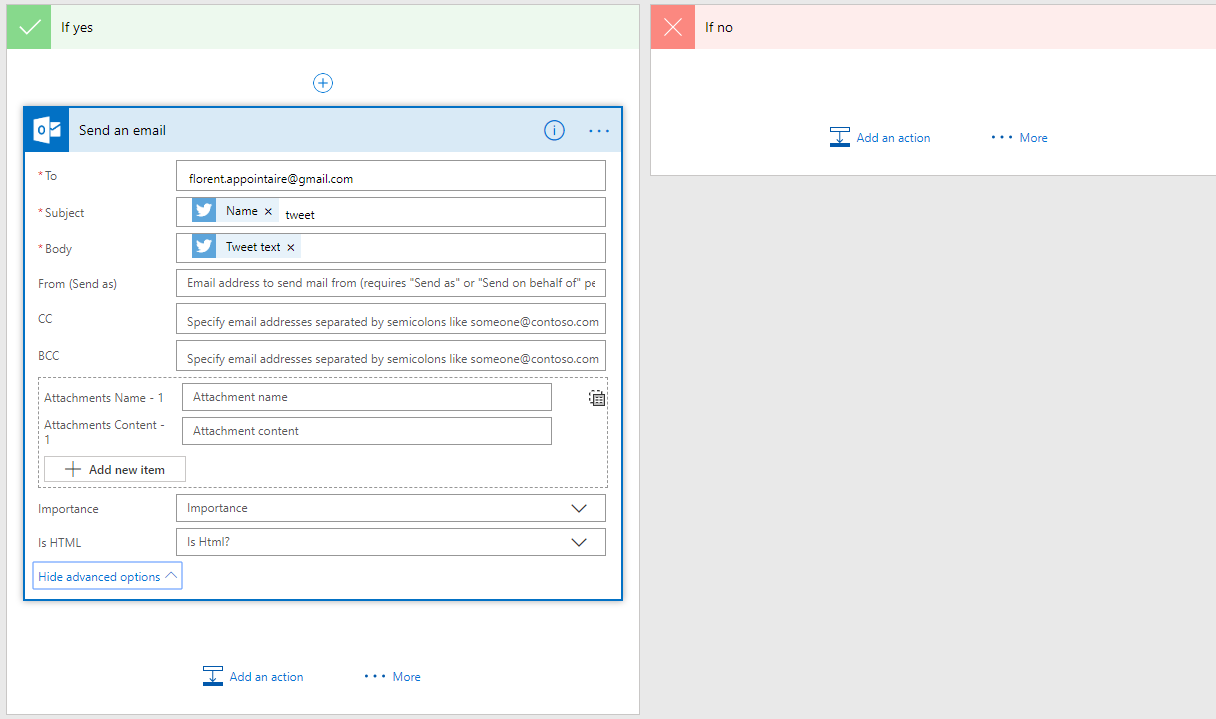 If yes
Send an email
* To
florent.appointaire@gmail.com
* Subject
Name × tweet
* Body
Tweet text ×
From (Send as)
Email address to send mail from (requires "Send as" or "Send on behalf of" pe
CC
Specify email addresses separated by semicolons like someone@contoso.com
BCC
Specify email addresses separated by semicolons like someone@contoso.com
Attachments Name - 1
Attachment name
Attachments Content -
1
Attachment content
Add new item
Importance
Importance
Is HTML
Is Html?
Hide advanced options
Add an action
More
If no
Add an action
More